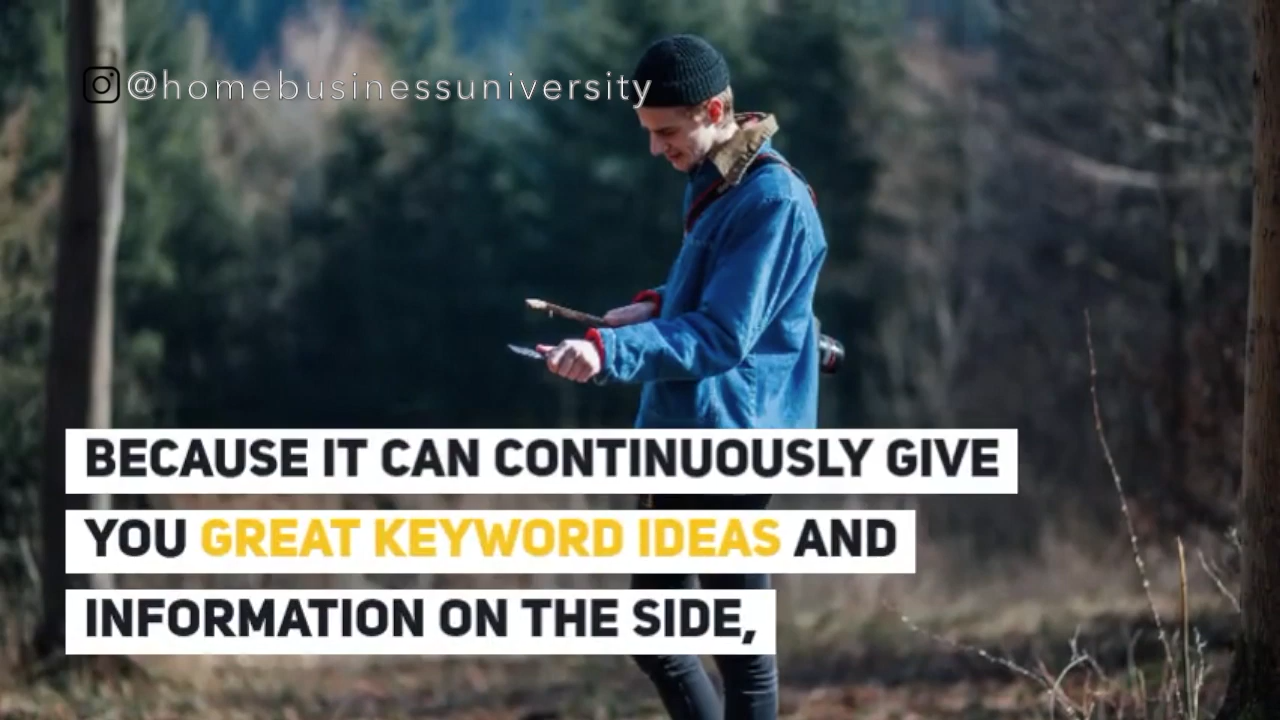 @homebusinessuniversity
BECAUSE IT CAN CONTINUOUSLY GIVE
YOU GREAT KEYWORD IDEAS AND
INFORMATION ON THE SIDE,